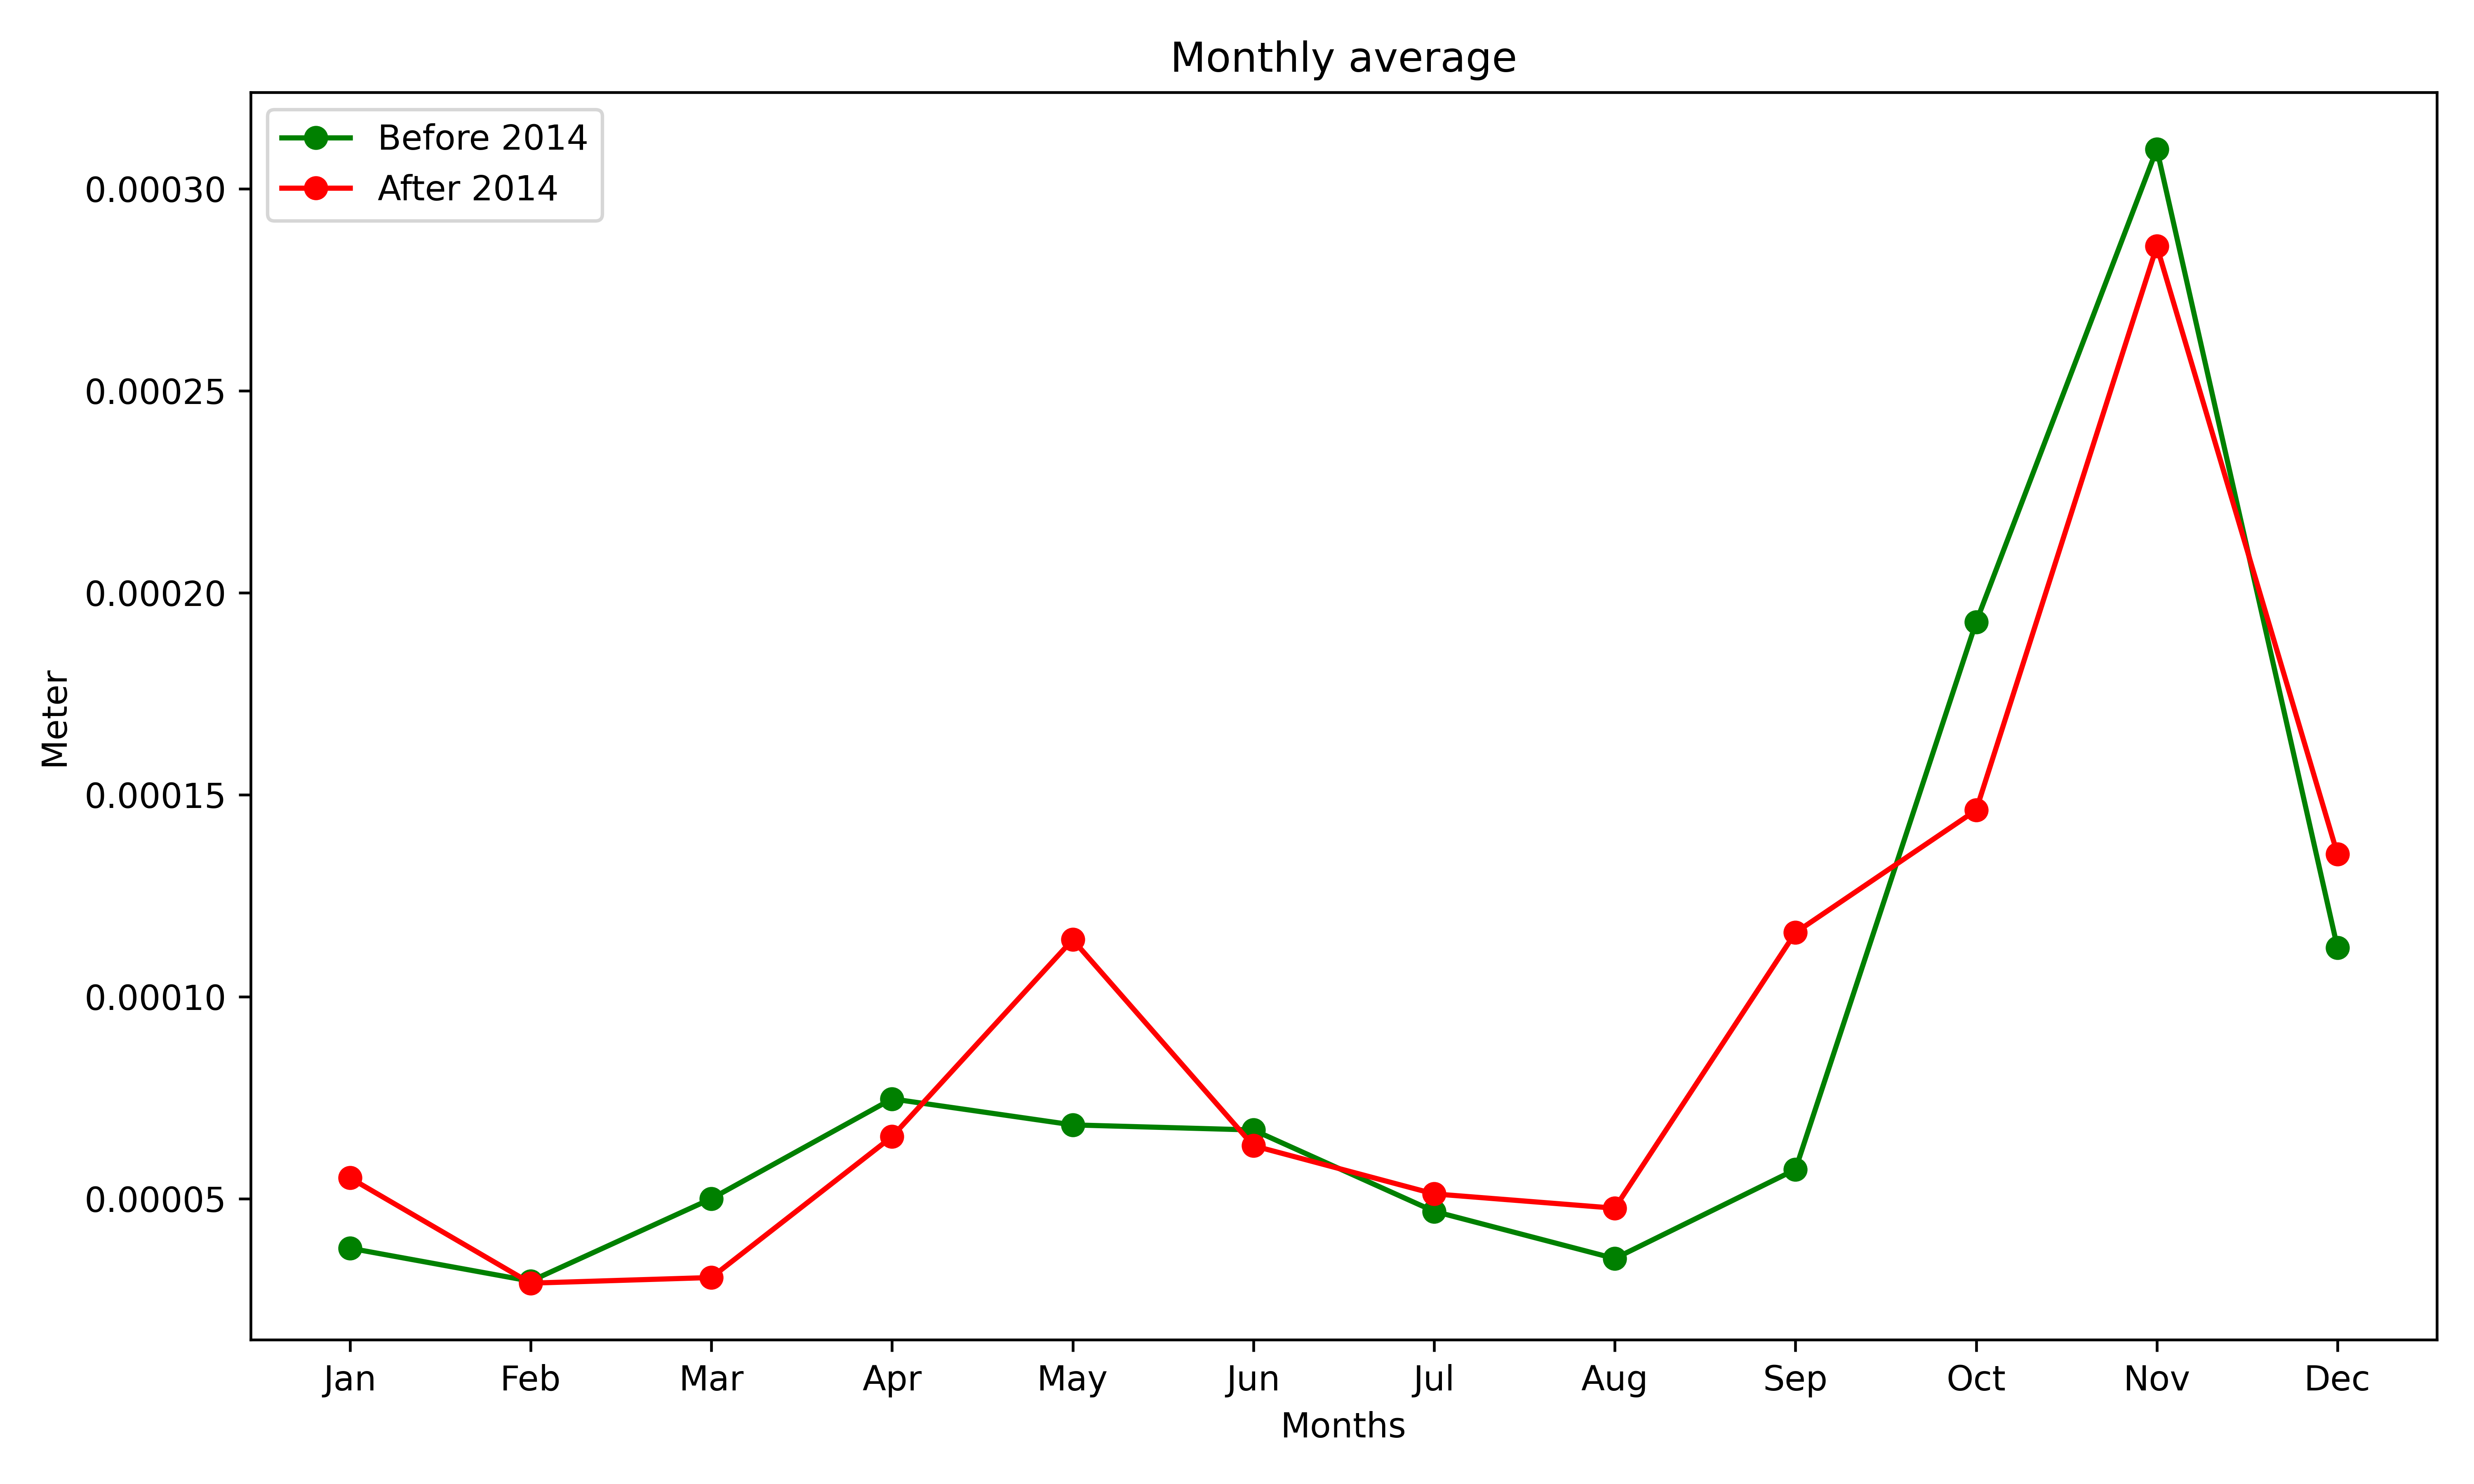 Monthly average
Before 2014
After 2014
0.00030
0.00025
0.00020
0.00015
0.00010
0.00005
Meter
Jan Feb Mar Apr May Jun Jul Aug Sep Oct Nov Dec
Months